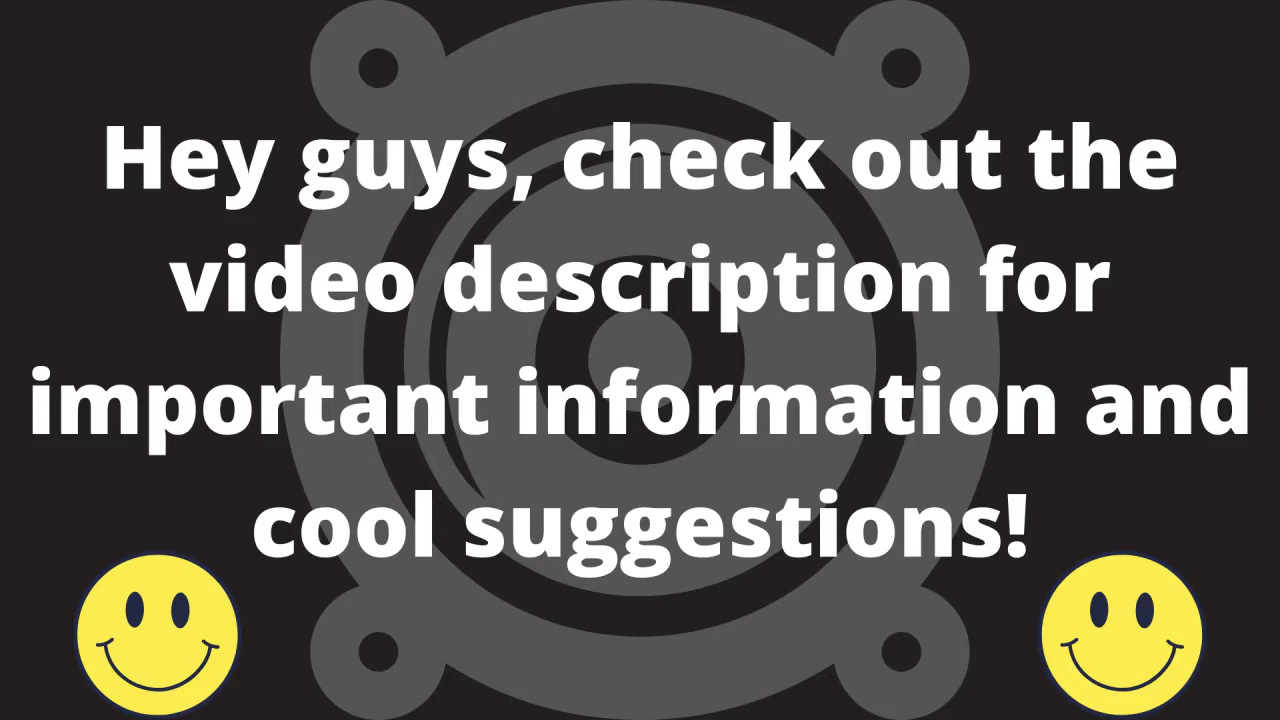 Hey guys, check out the
video description for
important information and
cool suggestions!